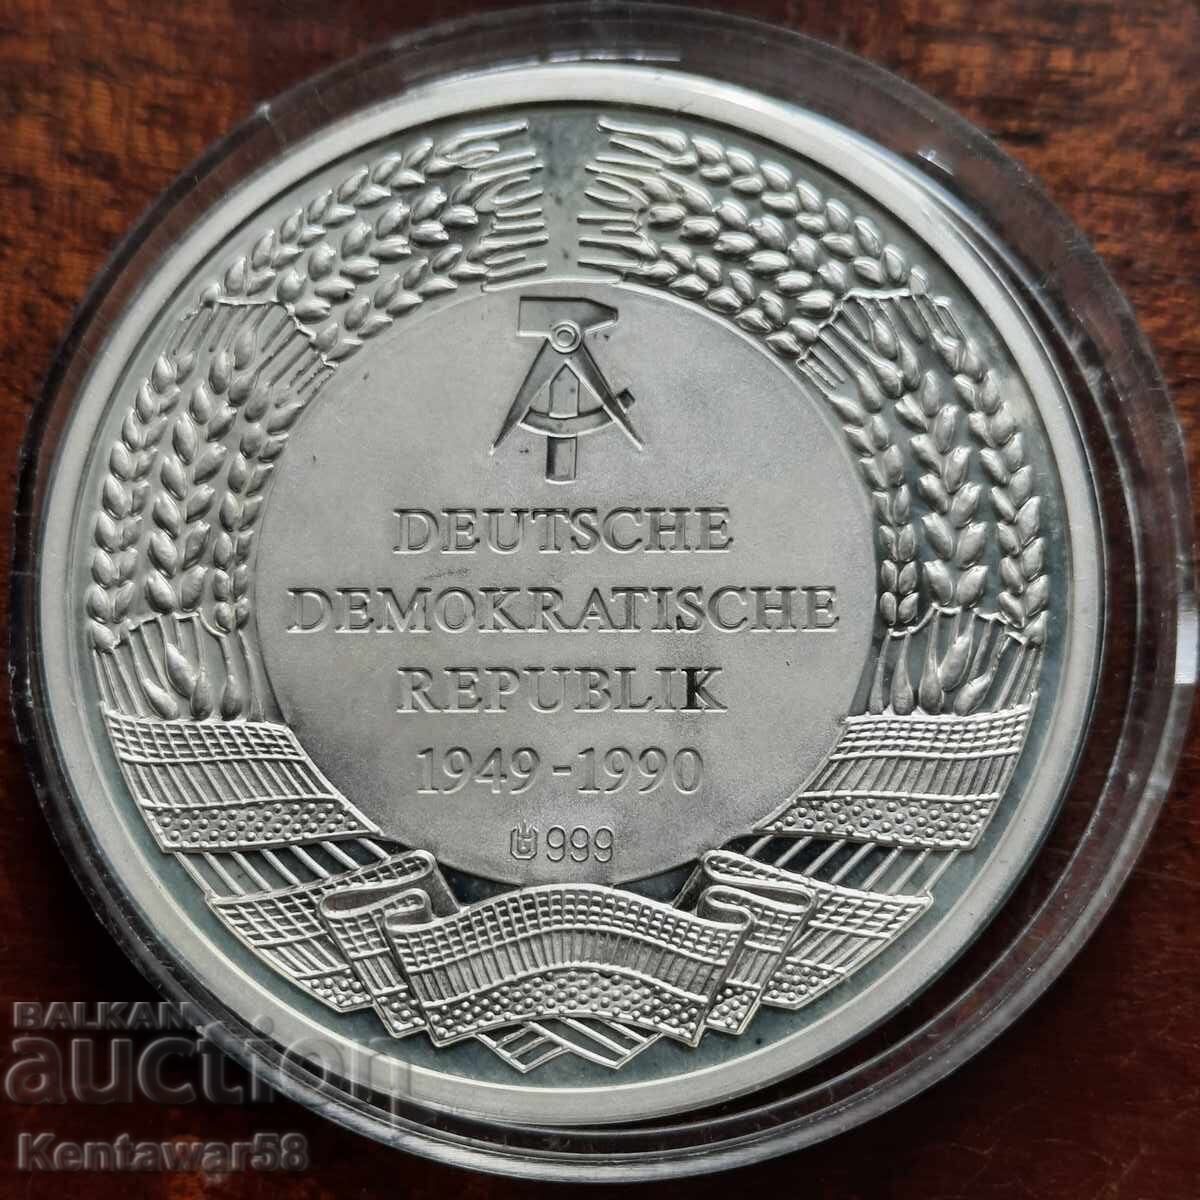 DEUTSCHE
DEMOKRATISCHE
REPUBLIK
1949-1990
999
BALKAN
auction
Kentawar58